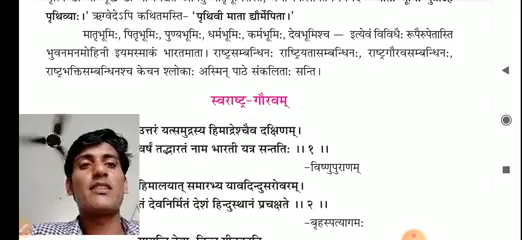 पृथिव्याः।' ऋग्वेदेऽपि कथितमस्ति- 'पृथिवी माता द्यौर्मेपिता।'
मातृभूमिः, पितृभूमिः, पुण्यभूमिः, धर्मभूमिः, कर्मभूमिः, देवभूमिश्च — इत्येवं विविधैः रूपैरुपेतास्ति
भुवनमनमोहिनी इयमस्माकं भारतमाता। राष्ट्रसम्बन्धिनः राष्ट्रियतासम्बन्धिनः, राष्ट्रगौरवसम्बन्धिनः,
राष्ट्रभक्तिसम्बन्धिनश्च केचन श्लोकाः अस्मिन् पाठे संकलिताः सन्ति।
स्वराष्ट्र-गौरवम्
उत्तरं यत्समुद्रस्य हिमाद्रेश्चैव दक्षिणम्।
वर्षं तद्भारतं नाम भारती यत्र सन्ततिः।। १ ।।
-विष्णुपुराणम्
हिमालयात् समारभ्य यावदिन्दुसरोवरम्।
तं देवनिर्मितं देशं हिन्दुस्थानं प्रचक्षते ।। २ ।।
-बृहस्पत्यागमः